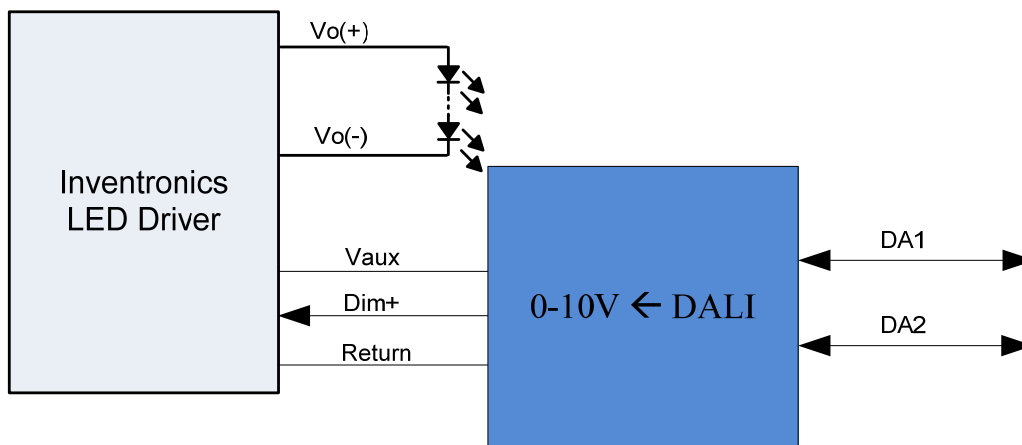 Vo(+)
Vo(-)
Inventronics
LED Driver
Vaux
Dim+
Return
0-10V ← DALI
DA1
DA2